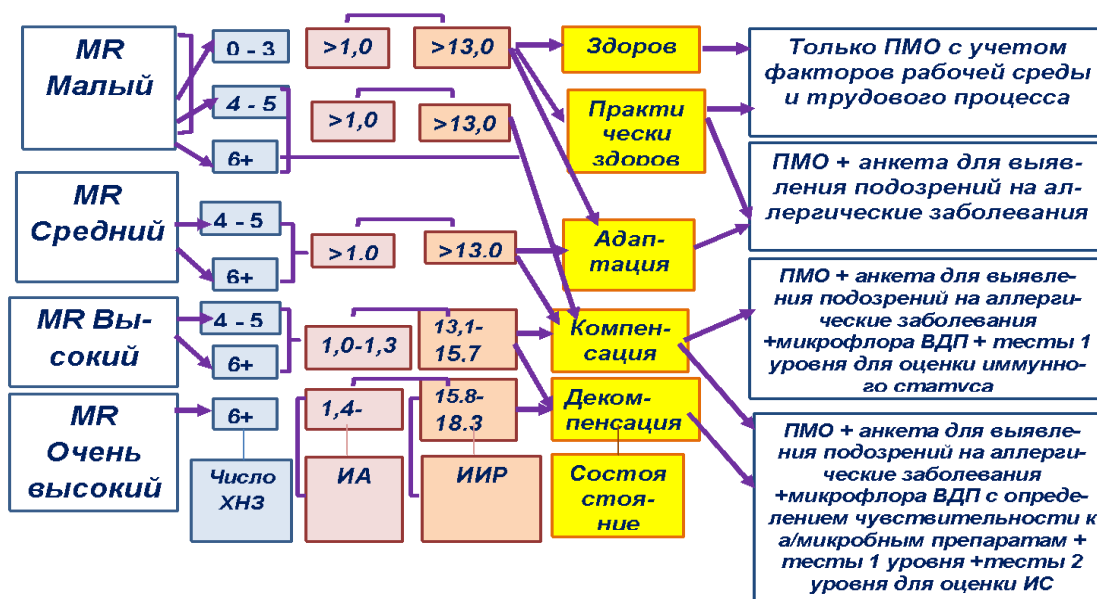 MR
Малый
0 - 3
>1,0
>13,0
Здоров
Только ПМО с учетом
факторов рабочей среды
и трудового процесса
4 - 5
>1,0
>13,0
Практи
чески
здоров
6+
ПМО + анкета для выяв-
ления подозрений на ал-
лергические заболевания
MR
Средний
4 - 5
6+
>1.0
>13.0
Адап-
тация
MR Вы-
сокий
4 - 5
6+
1,0-1,3
13,1-
15.7
Компен-
сация
ПМО + анкета для выявле-
ния подозрений на аллерги-
ческие заболевания
+микрофлора ВДП + тесты 1
уровня для оценки иммунно-
го статуса
MR
Очень
высокий
6+
1,4-
15.8-
18.3
Деком-
пенсация
Число
ХНЗ
ИА
ИИР
Состоя
стоя-
ние
ПМО + анкета для выявле-
ния подозрений на аллерги-
ческие заболевания
+микрофлора ВДП с опреде-
лением чувствительности к
а/микробным препаратам +
тесты 1 уровня +тесты 2
уровня для оценки ИС